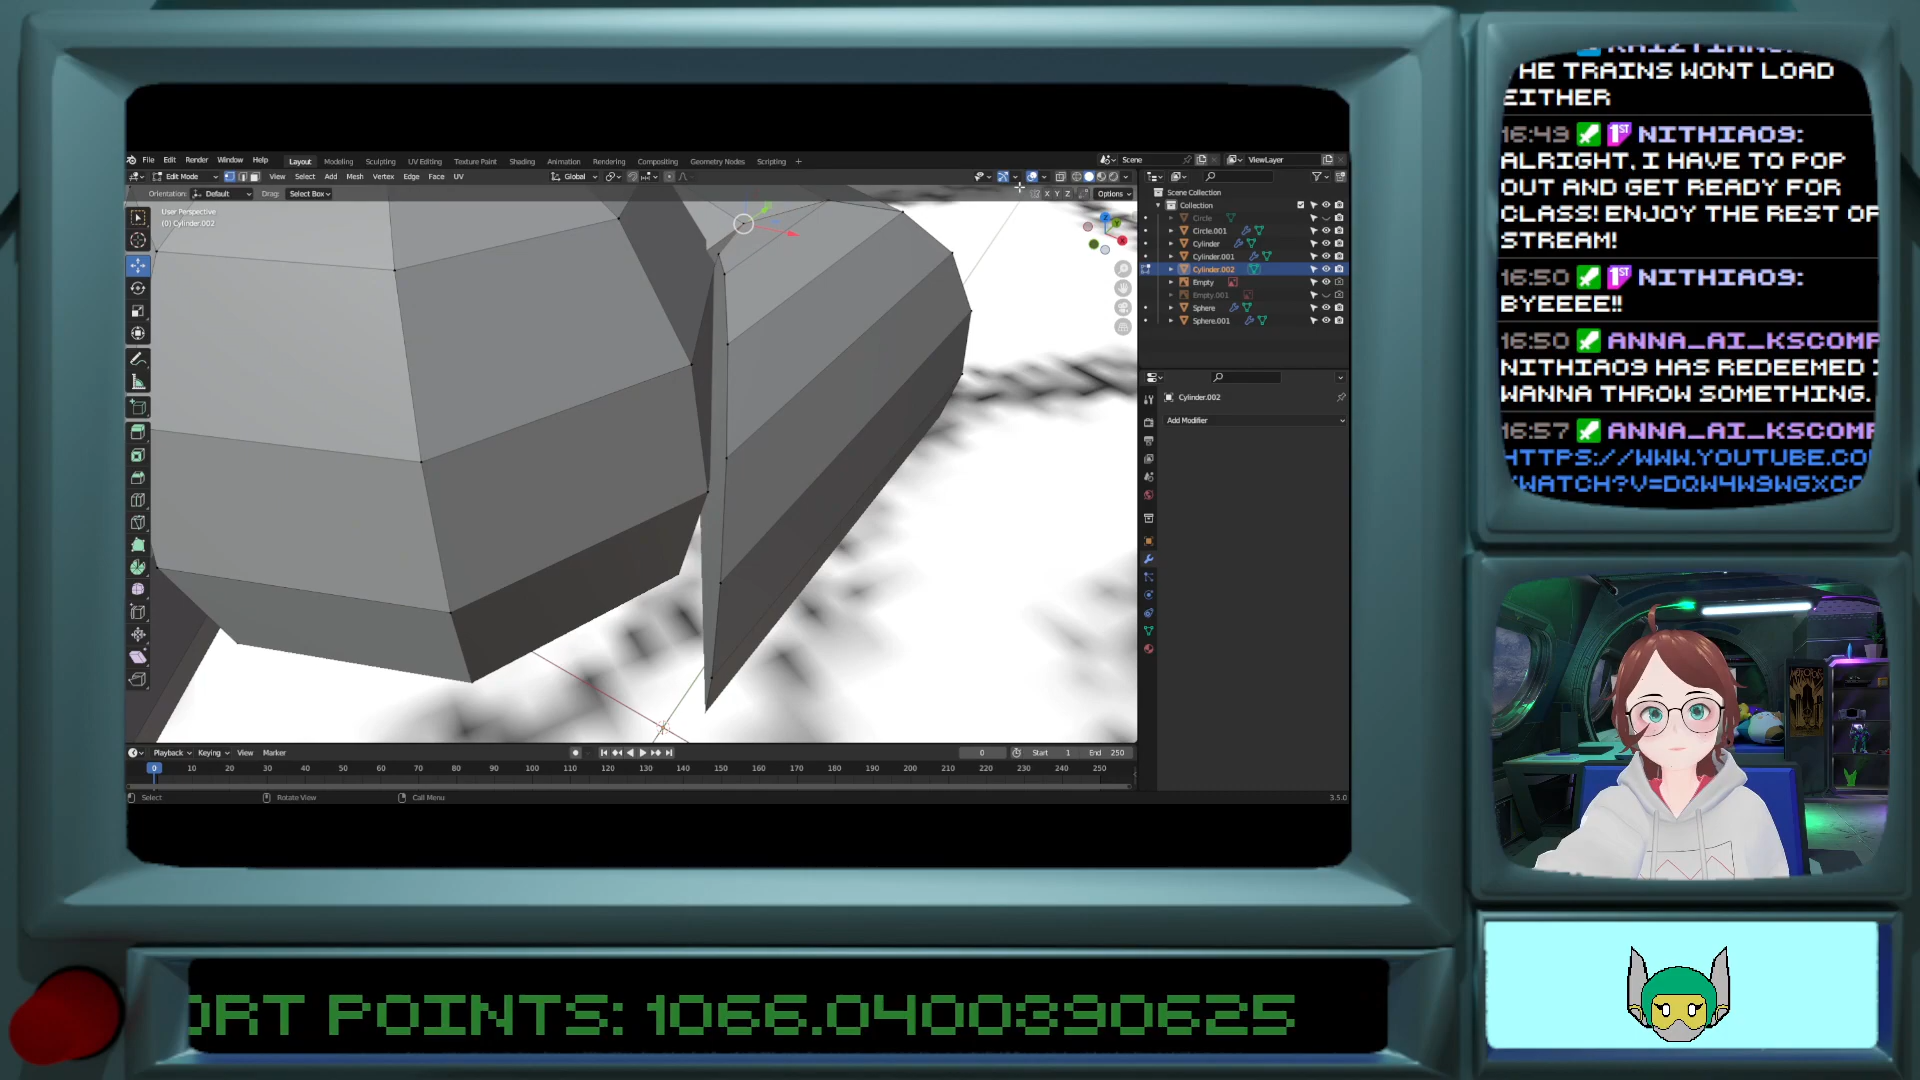 File Edit Render Window Help Layout Modeling Sculpting UV Editing Texture Paint Shading Animation Rendering Compositing Geometry Nodes Scripting + Scene ViewLayer
Edit Mode View Select Add Mesh Vertex Edge Face UV Global
Orientation: Default Drag: Select Box X Y Z Options
User Perspective
(0) Cylinder.002
Scene Collection
Collection
Circle
Circle.001
Cylinder
Cylinder.001
Cylinder.002
Empty
Empty.001
Sphere
Sphere.001
Cylinder.002
Add Modifier
Playback Keying View Marker 0 Start 1 End 250
0 10 20 30 40 50 60 70 80 90 100 110 120 130 140 150 160 170 180 190 200 210 220 230 240 250
Select Rotate View Call Menu 3.5.0
HE TRAINS WONT LOAD
EITHER
16:49 1ST NITHIA09:
ALRIGHT, I HAVE TO POP
OUT AND GET READY FOR
CLASS! ENJOY THE REST OF
STREAM!
16:50 1ST NITHIA09:
BYEEEE!!
16:50 ANNA_AI_KSCOMP
NITHIA09 HAS REDEEMED I
WANNA THROW SOMETHING.
16:57 ANNA_AI_KSCOMP
HTTPS://WWW.YOUTUBE.CO
/WATCH?V=DQW4W9WGXCQ
ORT POINTS: 1066.0400390625